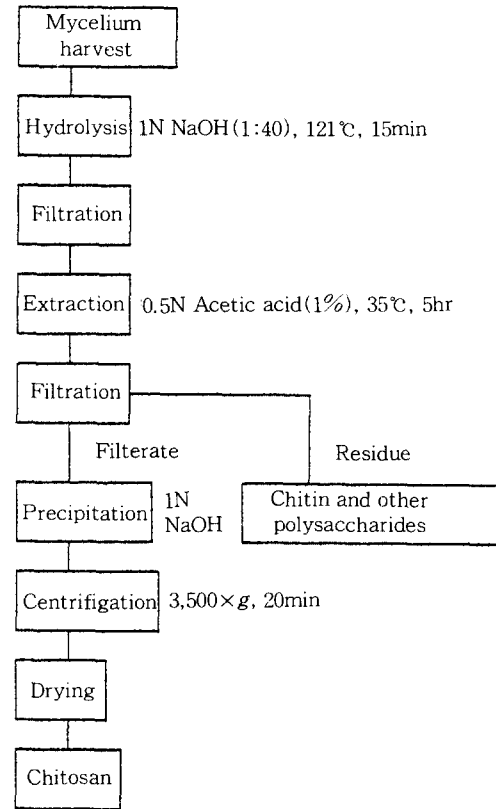 Mycelium
harvest
Hydrolysis 1N NaOH(1:40), 121℃, 15min
Filtration
Extraction 0.5N Acetic acid(1%), 35℃, 5hr
Filtration
Filterate
Residue
Precipitation
1N
NaOH
Chitin and other
polysaccharides
Centrifigation 3,500×g, 20min
Drying
Chitosan